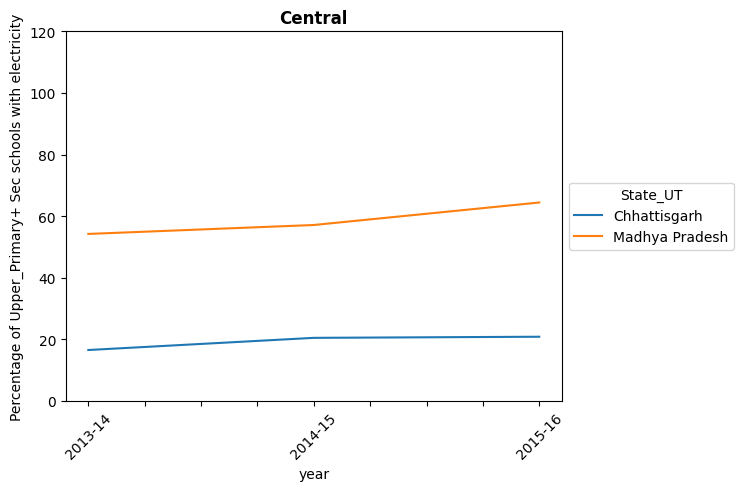 Central
Percentage of Upper_Primary+ Sec schools with electricity
120
100
80
60
40
20
0
2013-14
2014-15
2015-16
year
State_UT
Chhattisgarh
Madhya Pradesh